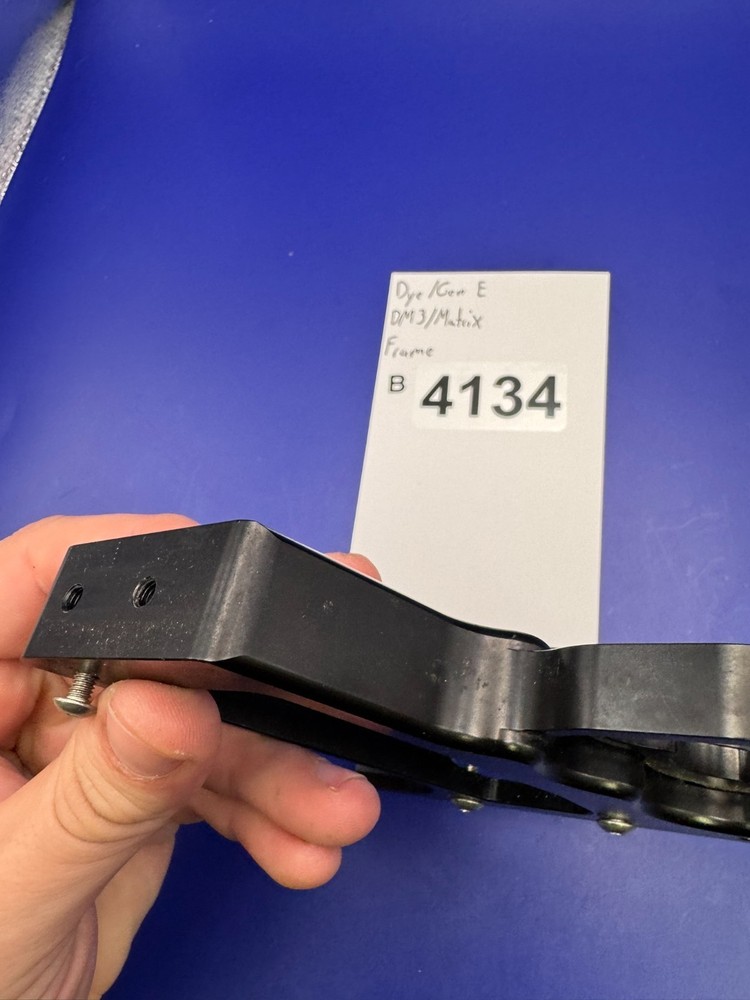 Dye/Gen E
DM3/Matrix
Frame
B 4134